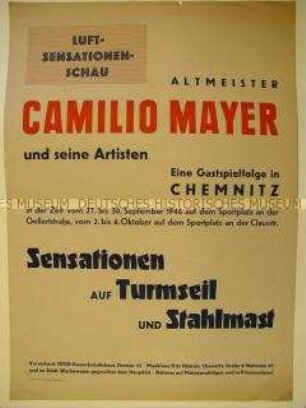 LUFT-
SENSATIONEN-
SCHAU
ALTMEISTER
CAMILIO MAYER
und seine Artisten
Eine Gastspielfolge in
CHEMNITZ
in der Zeit vom 27. bis 30. September 1946 auf dem Sportplatz an der
Gellertstraße, vom 2. bis 6. Oktober auf dem Sportplatz an der Clausstr.
Sensationen
AUF Turmseil
UND Stahlmast
Vorverkauf: